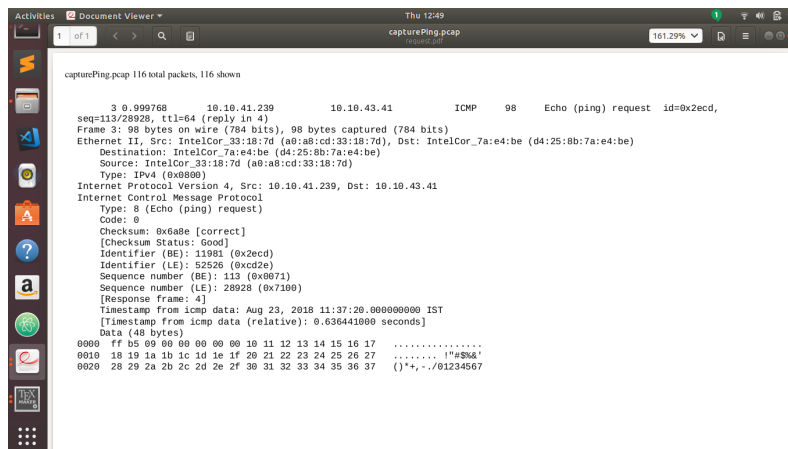 Activities Document Viewer Thu 12:49 1
1 of 1 capturePing.pcap 161.29%
request.pdf
capturePing.pcap 116 total packets, 116 shown
3 0.999768 10.10.41.239 10.10.43.41 ICMP 98 Echo (ping) request id=0x2ecd,
seq=113/28928, ttl=64 (reply in 4)
Frame 3: 98 bytes on wire (784 bits), 98 bytes captured (784 bits)
Ethernet II, Src: IntelCor_33:18:7d (a0:a8:cd:33:18:7d), Dst: IntelCor_7a:e4:be (d4:25:8b:7a:e4:be)
Destination: IntelCor_7a:e4:be (d4:25:8b:7a:e4:be)
Source: IntelCor_33:18:7d (a0:a8:cd:33:18:7d)
Type: IPv4 (0x0800)
Internet Protocol Version 4, Src: 10.10.41.239, Dst: 10.10.43.41
Internet Control Message Protocol
Type: 8 (Echo (ping) request)
Code: 0
Checksum: 0x6a8e [correct]
[Checksum Status: Good]
Identifier (BE): 11981 (0x2ecd)
Identifier (LE): 52526 (0xcd2e)
Sequence number (BE): 113 (0x0071)
Sequence number (LE): 28928 (0x7100)
[Response frame: 4]
Timestamp from icmp data: Aug 23, 2018 11:37:20.000000000 IST
[Timestamp from icmp data (relative): 0.636441000 seconds]
Data (48 bytes)
0000 ff b5 09 00 00 00 00 00 10 11 12 13 14 15 16 17 ................
0010 18 19 1a 1b 1c 1d 1e 1f 20 21 22 23 24 25 26 27 ........ !"#$%&'
0020 28 29 2a 2b 2c 2d 2e 2f 30 31 32 33 34 35 36 37 ()*+,-./01234567
A
?
a
TEX
MAKER